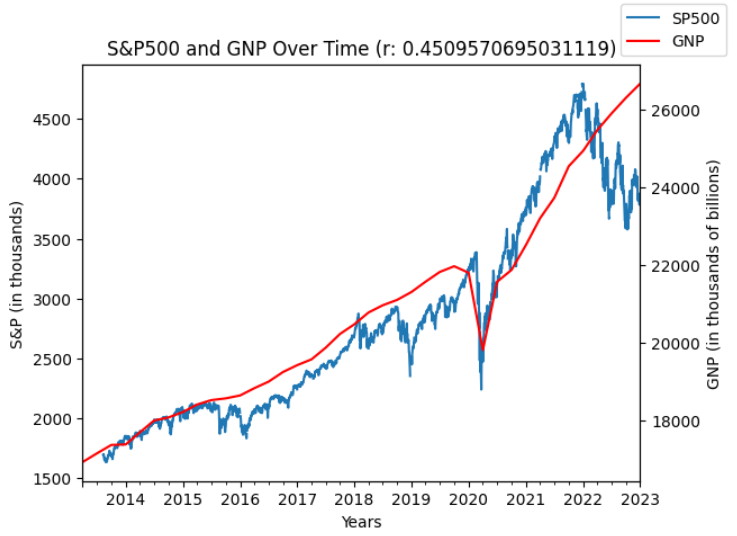 SP500
GNP
S&P500 and GNP Over Time (r: 0.4509570695031119)
S&P (in thousands)
4500
4000
3500
3000
2500
2000
1500
26000
24000
22000
20000
18000
GNP (in thousands of billions)
2014 2015 2016 2017 2018 2019 2020 2021 2022 2023
Years